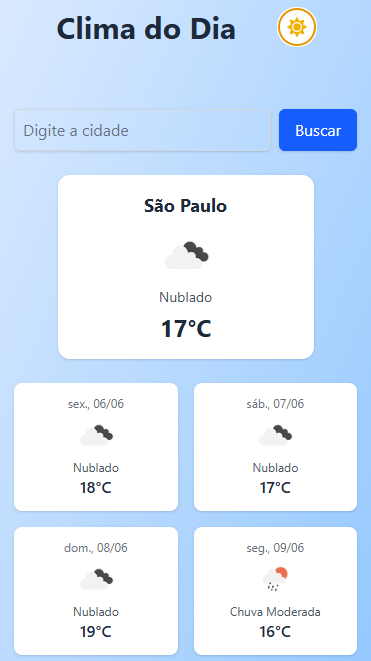 Clima do Dia
Digite a cidade
Buscar
São Paulo
Nublado
17°C
sex., 06/06
Nublado
18°C
sáb., 07/06
Nublado
17°C
dom., 08/06
Nublado
19°C
seg., 09/06
Chuva Moderada
16°C